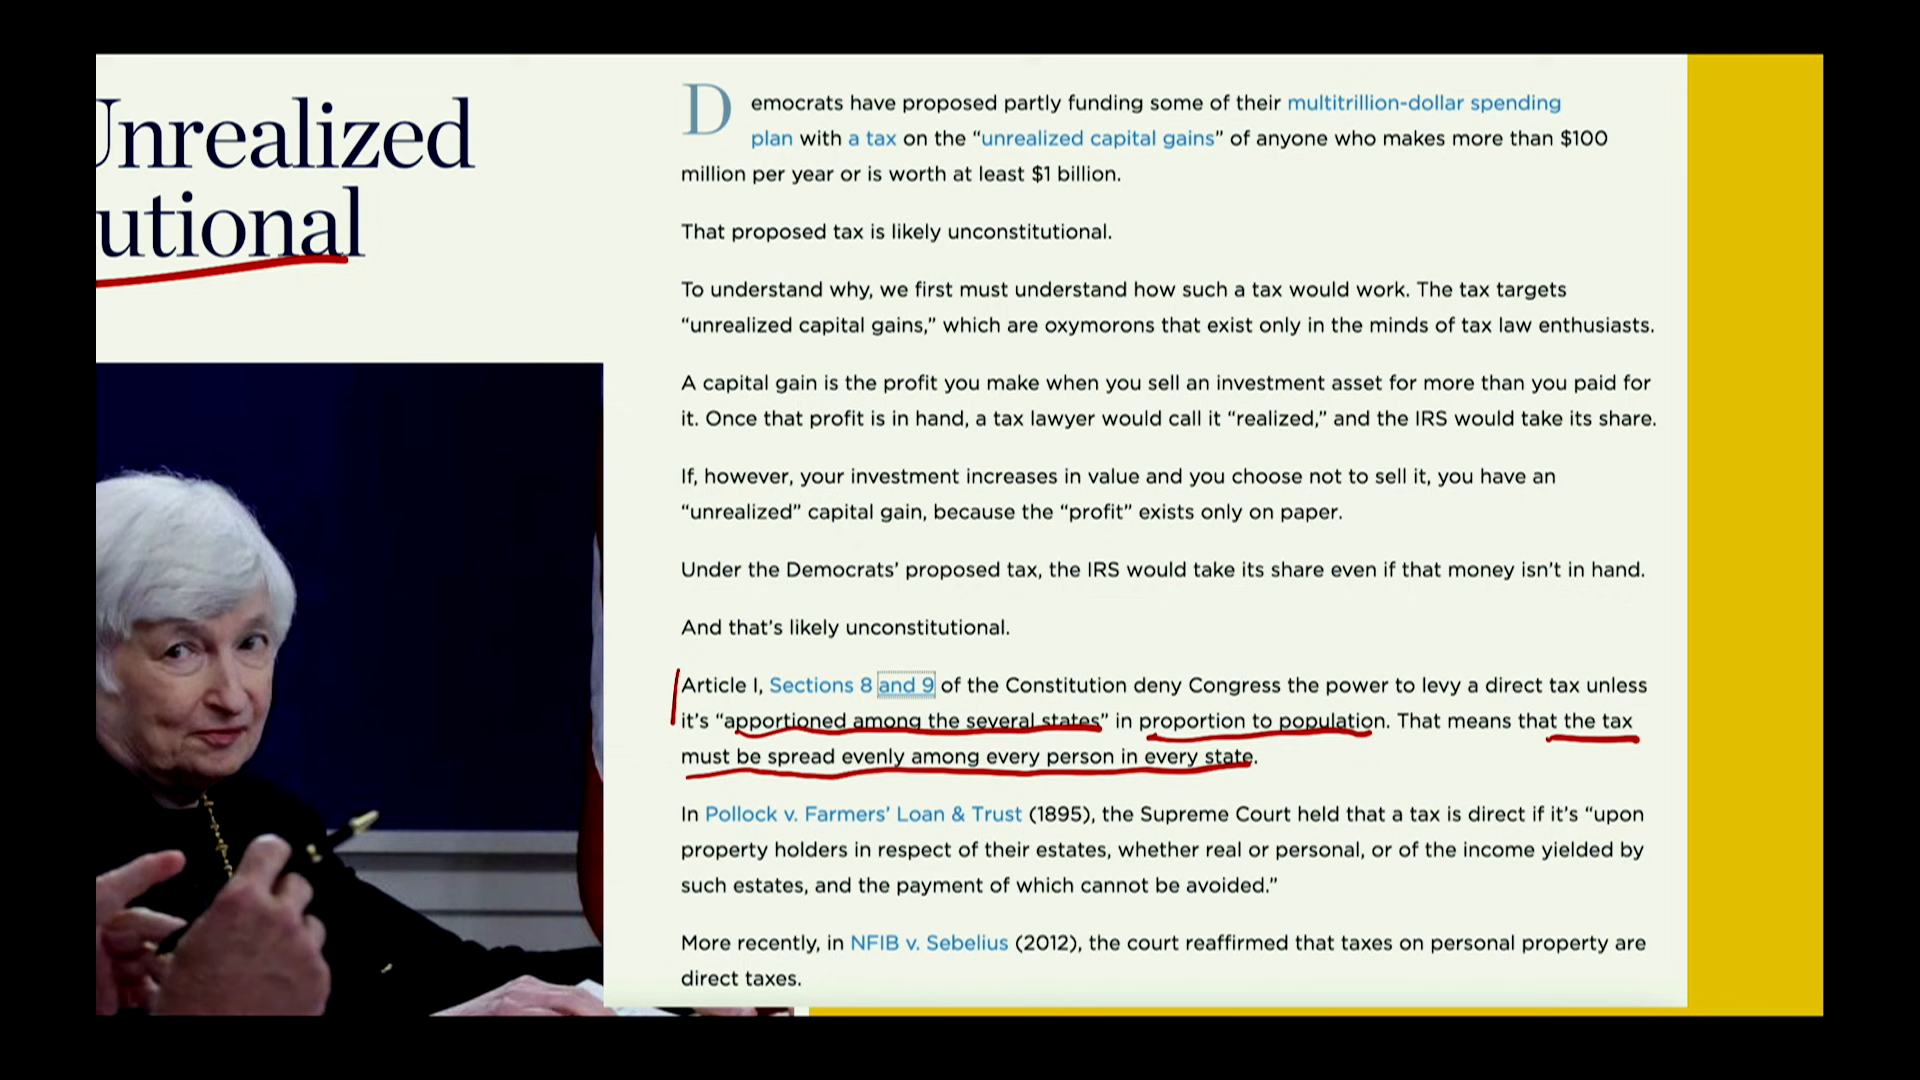 Unrealized
utional
Democrats have proposed partly funding some of their multitrillion-dollar spending
plan with a tax on the “unrealized capital gains” of anyone who makes more than $100
million per year or is worth at least $1 billion.
That proposed tax is likely unconstitutional.
To understand why, we first must understand how such a tax would work. The tax targets
“unrealized capital gains,” which are oxymorons that exist only in the minds of tax law enthusiasts.
A capital gain is the profit you make when you sell an investment asset for more than you paid for
it. Once that profit is in hand, a tax lawyer would call it “realized,” and the IRS would take its share.
If, however, your investment increases in value and you choose not to sell it, you have an
“unrealized” capital gain, because the “profit” exists only on paper.
Under the Democrats’ proposed tax, the IRS would take its share even if that money isn’t in hand.
And that’s likely unconstitutional.
Article I, Sections 8 and 9 of the Constitution deny Congress the power to levy a direct tax unless
it’s “apportioned among the several states” in proportion to population. That means that the tax
must be spread evenly among every person in every state.
In Pollock v. Farmers’ Loan & Trust (1895), the Supreme Court held that a tax is direct if it’s “upon
property holders in respect of their estates, whether real or personal, or of the income yielded by
such estates, and the payment of which cannot be avoided.”
More recently, in NFIB v. Sebelius (2012), the court reaffirmed that taxes on personal property are
direct taxes.